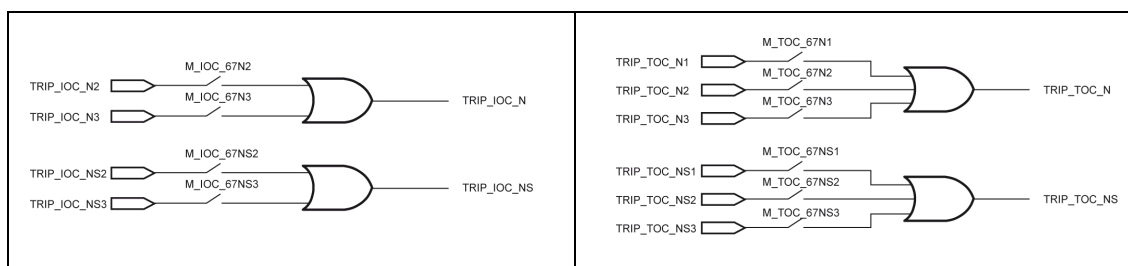 M_IOC_67N2
TRIP_IOC_N2
M_IOC_67N3
TRIP_IOC_N
TRIP_IOC_N3
M_IOC_67NS2
TRIP_IOC_NS2
M_IOC_67NS3
TRIP_IOC_NS
TRIP_IOC_NS3
M_TOC_67N1
TRIP_TOC_N1
M_TOC_67N2
TRIP_TOC_N2
TRIP_TOC_N
M_TOC_67N3
TRIP_TOC_N3
M_TOC_67NS1
TRIP_TOC_NS1
M_TOC_67NS2
TRIP_TOC_NS2
TRIP_TOC_NS
M_TOC_67NS3
TRIP_TOC_NS3